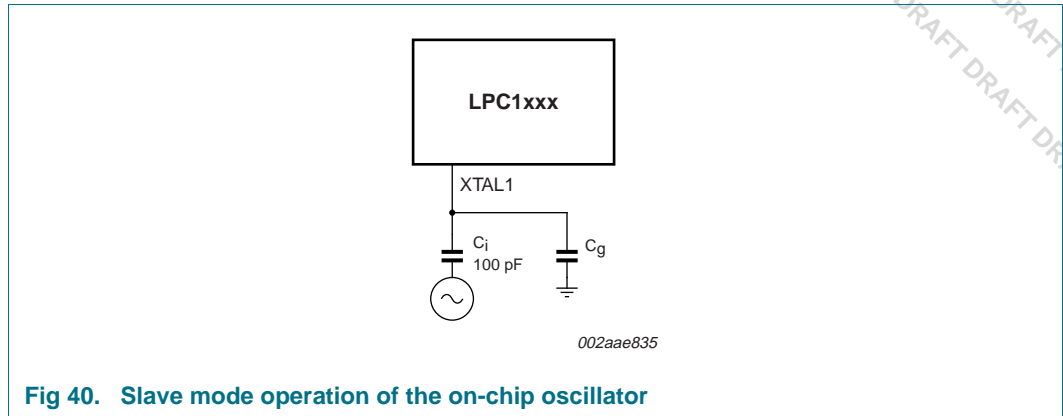 DRAFT DRAFT
DRAFT DRAFT
LPC1xxx
XTAL1
Ci
100 pF
Cg
002aae835
Fig 40. Slave mode operation of the on-chip oscillator